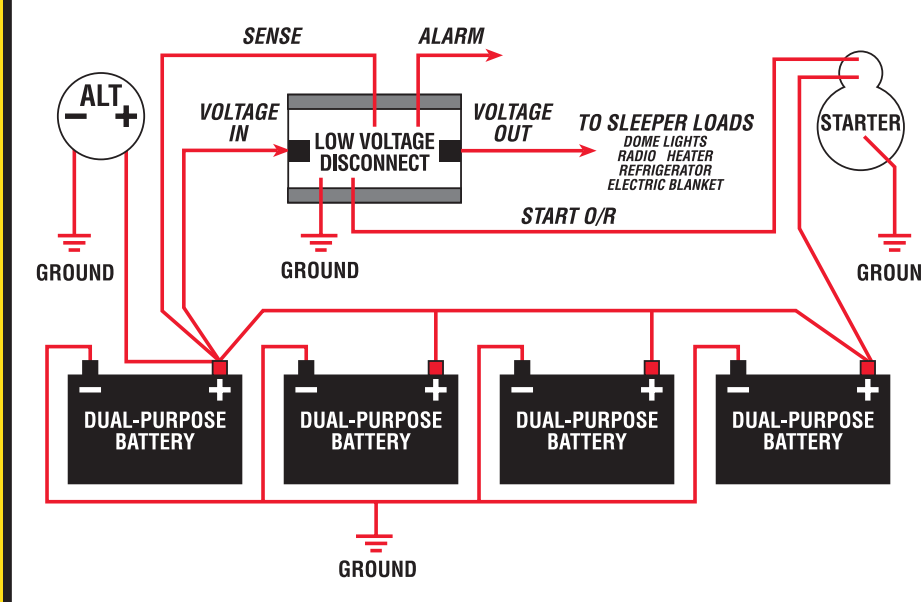 SENSE
ALARM
ALT
– +
VOLTAGE
IN
LOW VOLTAGE
DISCONNECT
VOLTAGE
OUT
TO SLEEPER LOADS
DOME LIGHTS
RADIO HEATER
REFRIGERATOR
ELECTRIC BLANKET
STARTER
START O/R
GROUND
GROUND
GROUN
– +
DUAL-PURPOSE
BATTERY
– +
DUAL-PURPOSE
BATTERY
– +
DUAL-PURPOSE
BATTERY
– +
DUAL-PURPOSE
BATTERY
GROUND